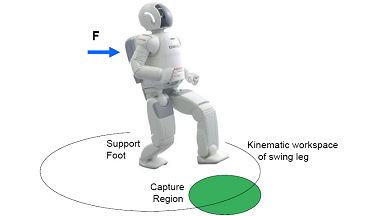 F
Support
Foot
Kinematic workspace
of swing leg
Capture
Region